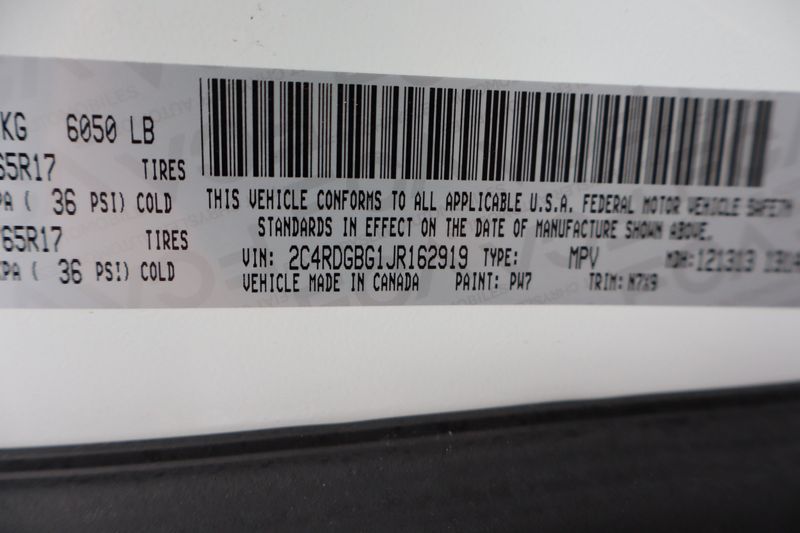 KG 6050 LB
65R17 TIRES
PA ( 36 PSI) COLD
65R17 TIRES
PA ( 36 PSI) COLD
THIS VEHICLE CONFORMS TO ALL APPLICABLE U.S.A. FEDERAL MOTOR VEHICLE SAFETY
STANDARDS IN EFFECT ON THE DATE OF MANUFACTURE SHOWN ABOVE.
VIN: 2C4RDGBG1JR162919 TYPE: MPV MDH: 121313
VEHICLE MADE IN CANADA PAINT: PW7 TRIM: N7X9